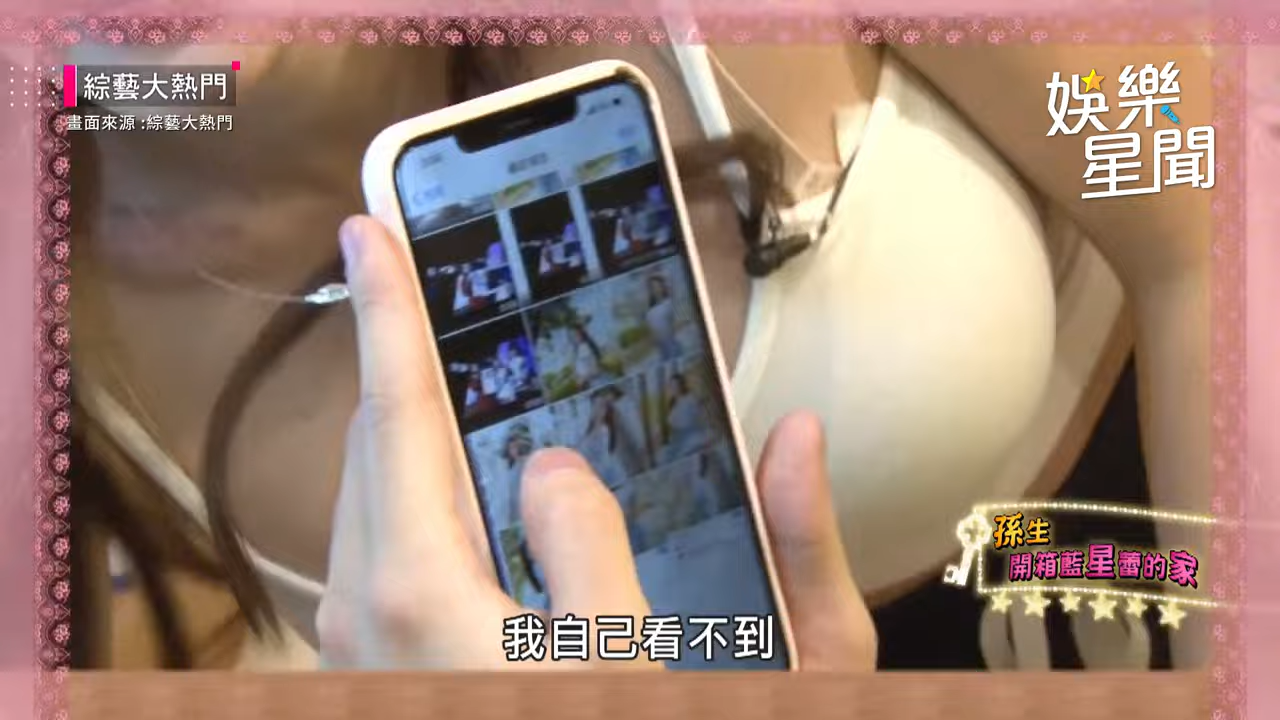 綜藝大熱門
畫面來源:綜藝大熱門
娛樂
星聞
孫生
開箱藍星蕾的家
我自己看不到